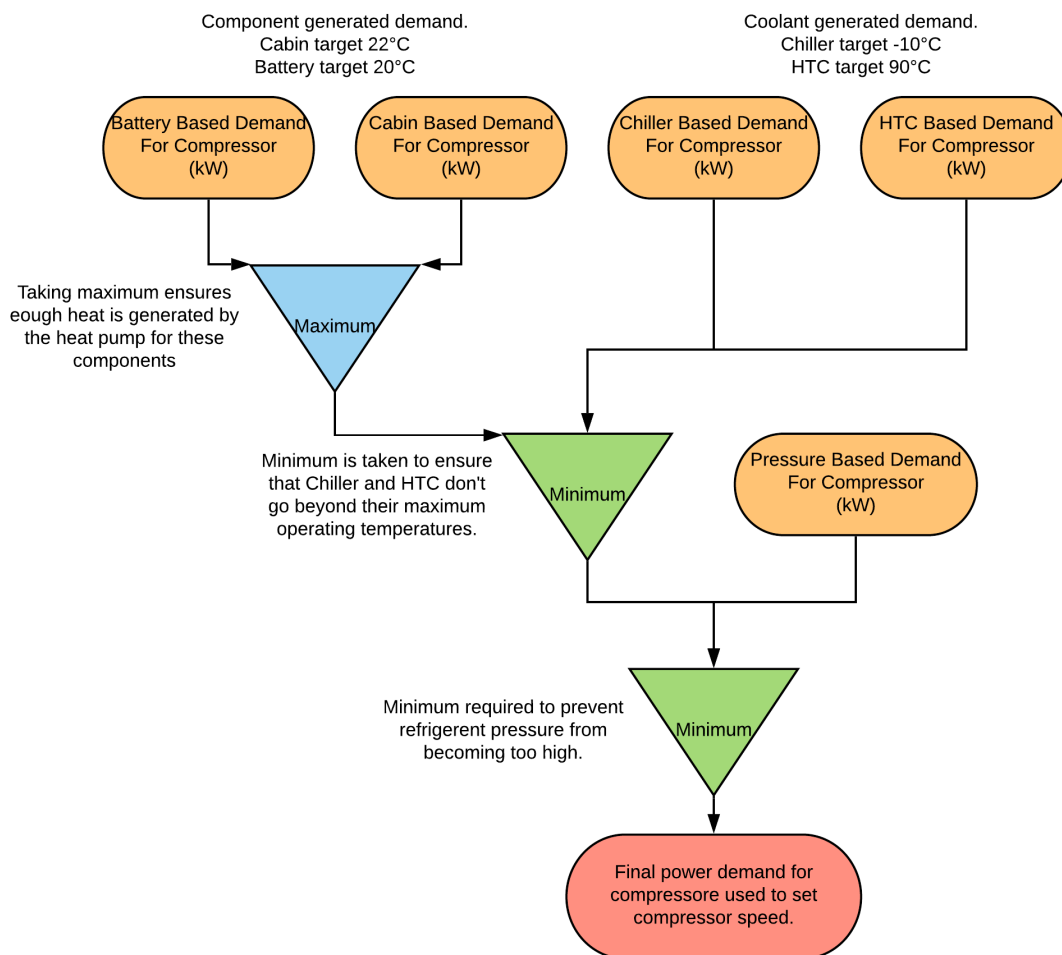 Component generated demand.
Cabin target 22°C
Battery target 20°C
Coolant generated demand.
Chiller target -10°C
HTC target 90°C
Battery Based Demand
For Compressor
(kW)
Cabin Based Demand
For Compressor
(kW)
Chiller Based Demand
For Compressor
(kW)
HTC Based Demand
For Compressor
(kW)
Taking maximum ensures
eough heat is generated by
the heat pump for these
components
Maximum
Minimum is taken to ensure
that Chiller and HTC don't
go beyond their maximum
operating temperatures.
Minimum
Pressure Based Demand
For Compressor
(kW)
Minimum required to prevent
refrigerent pressure from
becoming too high.
Minimum
Final power demand for
compressore used to set
compressor speed.